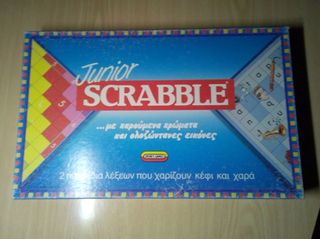 Junior
SCRABBLE
...με χαρούμενα χρώματα
και ολοζώντανες εικόνες
2 παιχνίδια λέξεων που χαρίζουν κέφι και χαρά